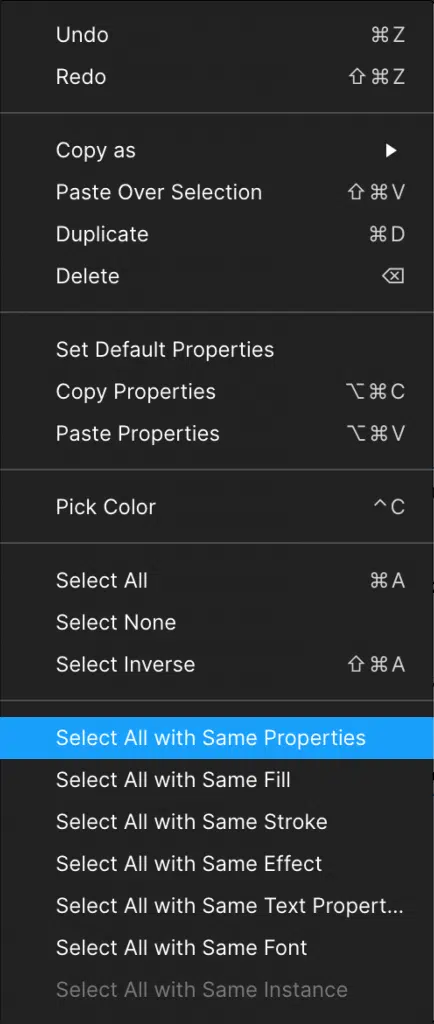 Undo ⌘Z
Redo ⇧⌘Z
Copy as ▶
Paste Over Selection ⇧⌘V
Duplicate ⌘D
Delete ⌫
Set Default Properties
Copy Properties ⌥⌘C
Paste Properties ⌥⌘V
Pick Color ^C
Select All ⌘A
Select None
Select Inverse ⇧⌘A
Select All with Same Properties
Select All with Same Fill
Select All with Same Stroke
Select All with Same Effect
Select All with Same Text Propert...
Select All with Same Font
Select All with Same Instance